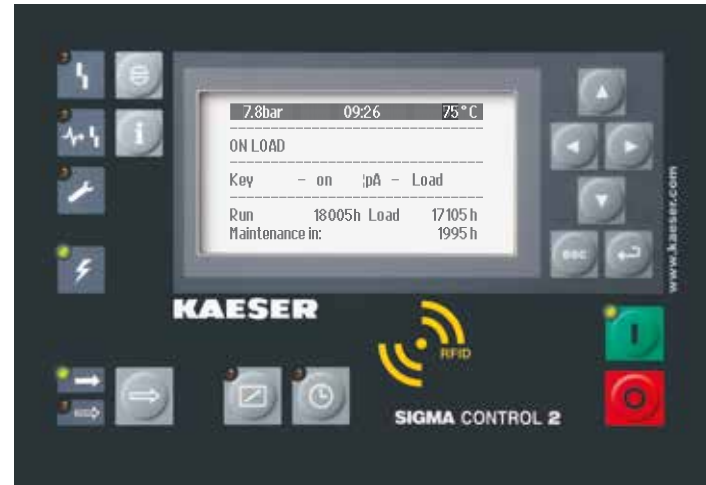 7.8bar 09:26 75°C
ON LOAD
Key – on ¦pA – Load
Run 18005h Load 17105h
Maintenance in: 1995h
esc
www.kaeser.com
KAESER
RFID
I
SIGMA CONTROL 2